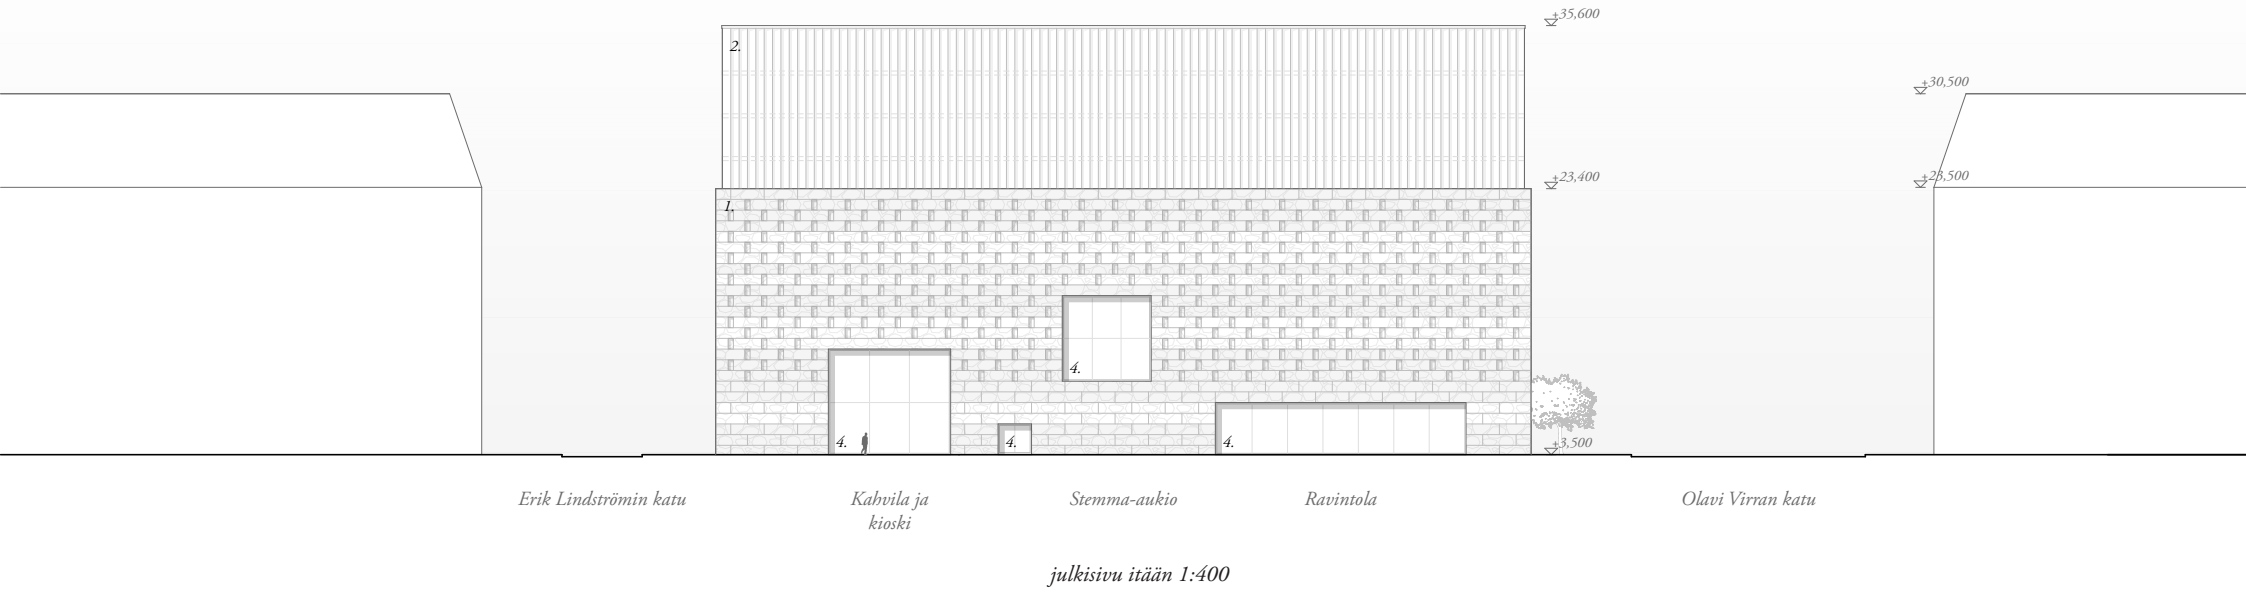 +35,600
2.
+30,500
+23,400
+23,500
1.
4.
4.
4.
4.
+3,500
Erik Lindströmin katu
Kahvila ja
kioski
Stemma-aukio
Ravintola
Olavi Virran katu
julkisivu itään 1:400